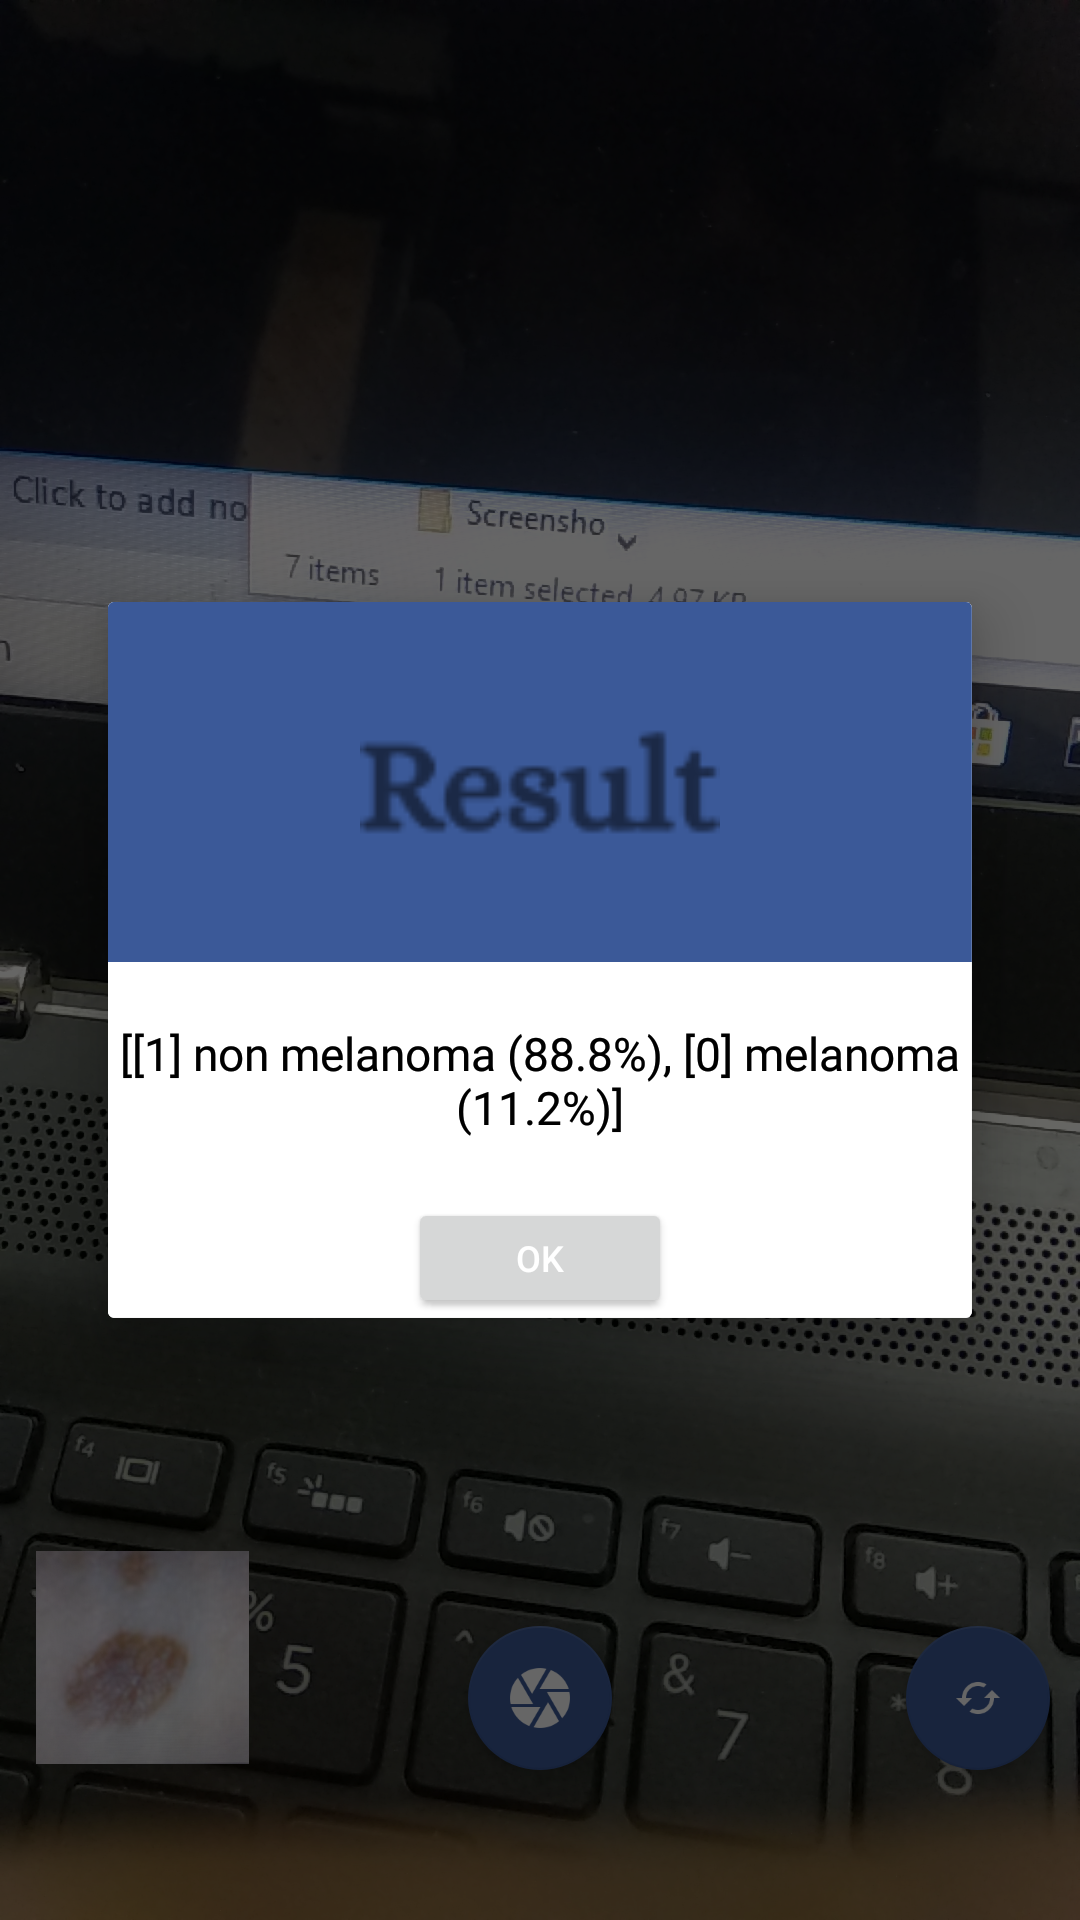 Click to add no
Screensho
7 items
1 item selected 4.97 KB
Result
[[1] non melanoma (88.8%), [0] melanoma
(11.2%)]
OK
f4
f5
f6
f7
f8
%
5
^
&
7
*
8